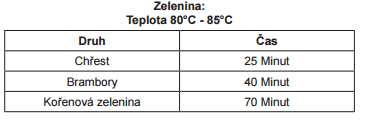 Zelenina:
Teplota 80°C - 85°C
Druh Čas
Chřest 25 Minut
Brambory 40 Minut
Kořenová zelenina 70 Minut